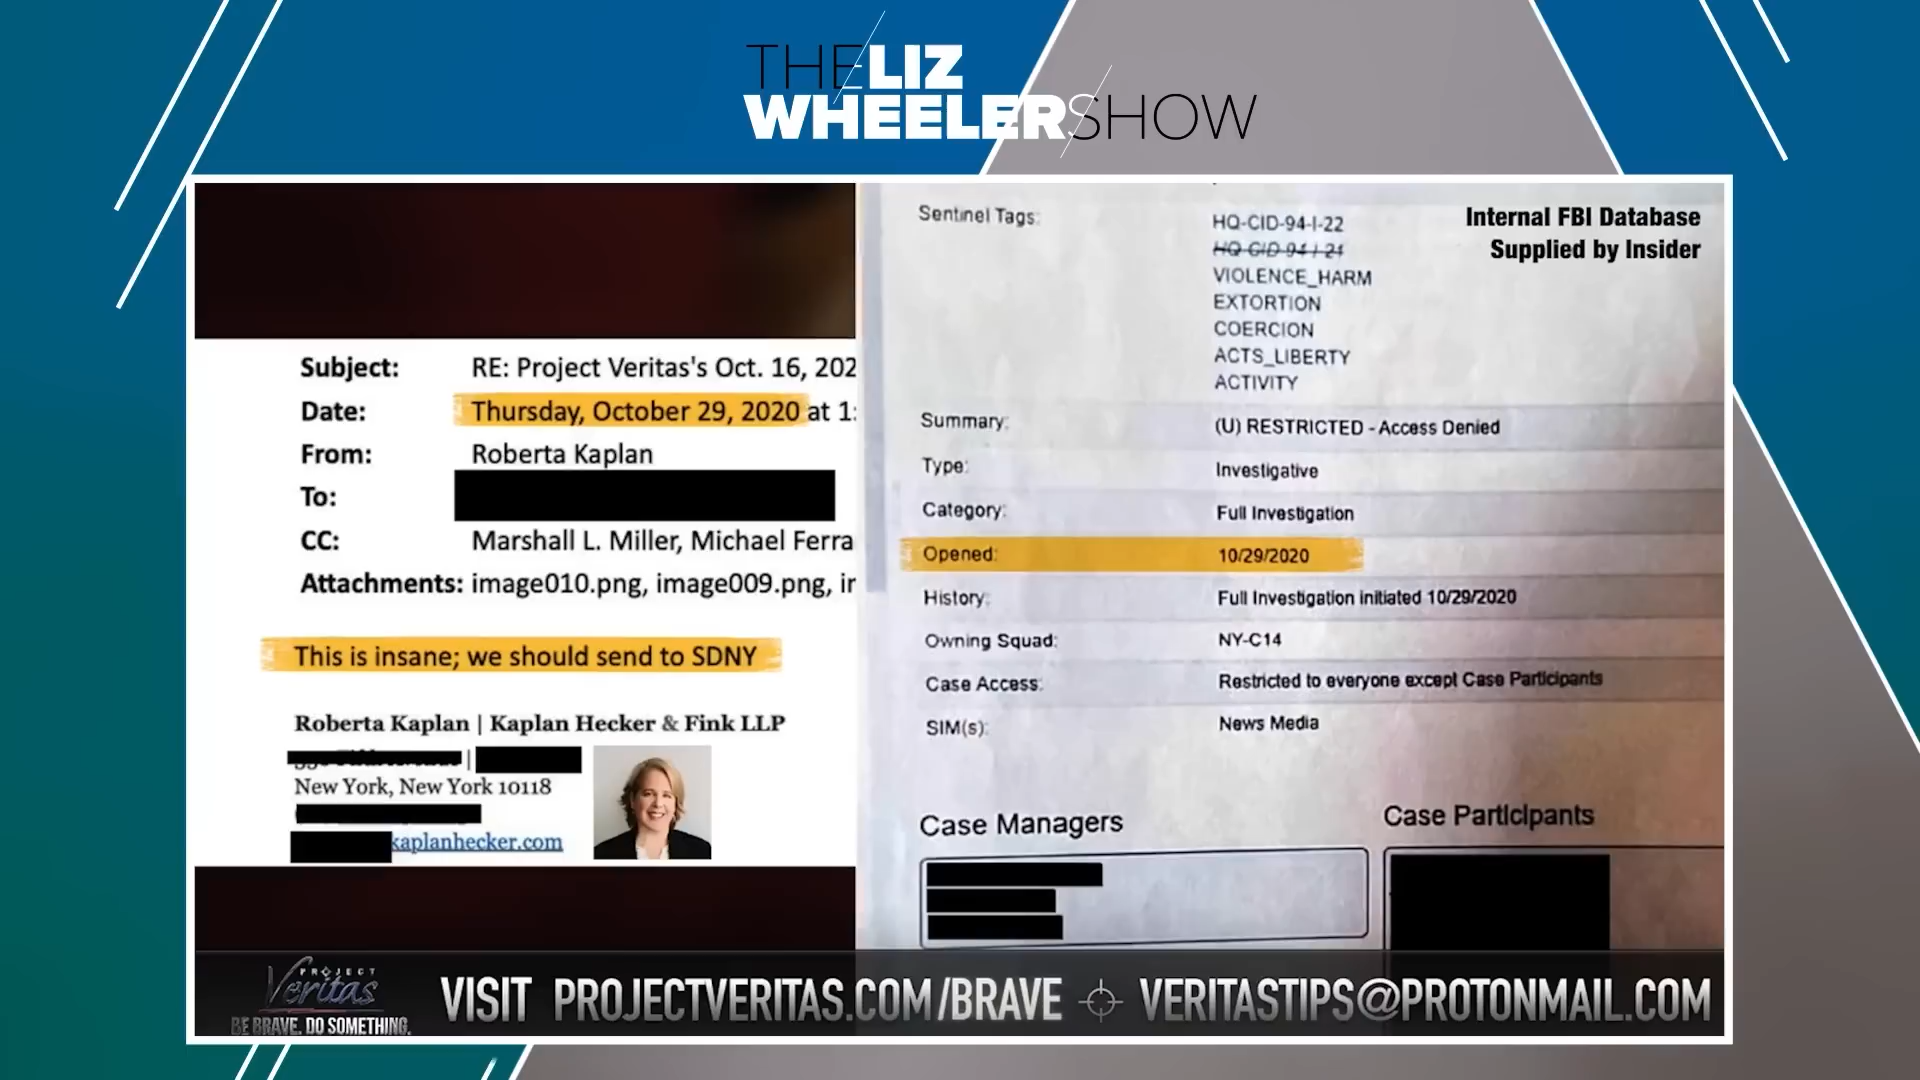 THE LIZ
WHEELER SHOW
Subject: RE: Project Veritas's Oct. 16, 202
Date: Thursday, October 29, 2020 at 1:
From: Roberta Kaplan
To:
CC: Marshall L. Miller, Michael Ferra
Attachments: image010.png, image009.png, ir
This is insane; we should send to SDNY
Roberta Kaplan | Kaplan Hecker & Fink LLP
|
New York, New York 10118
kaplanhecker.com
Internal FBI Database
Supplied by Insider
Sentinel Tags: HQ-CID-94-I-22
HQ-CID-94-I-21
VIOLENCE_HARM
EXTORTION
COERCION
ACTS_LIBERTY
ACTIVITY
Summary: (U) RESTRICTED - Access Denied
Type: Investigative
Category: Full Investigation
Opened: 10/29/2020
History: Full Investigation initiated 10/29/2020
Owning Squad: NY-C14
Case Access: Restricted to everyone except Case Participants
SIM(s): News Media
Case Managers
Case Participants
PROJECT
Veritas
BE BRAVE. DO SOMETHING.
VISIT PROJECTVERITAS.COM/BRAVE VERITASTIPS@PROTONMAIL.COM